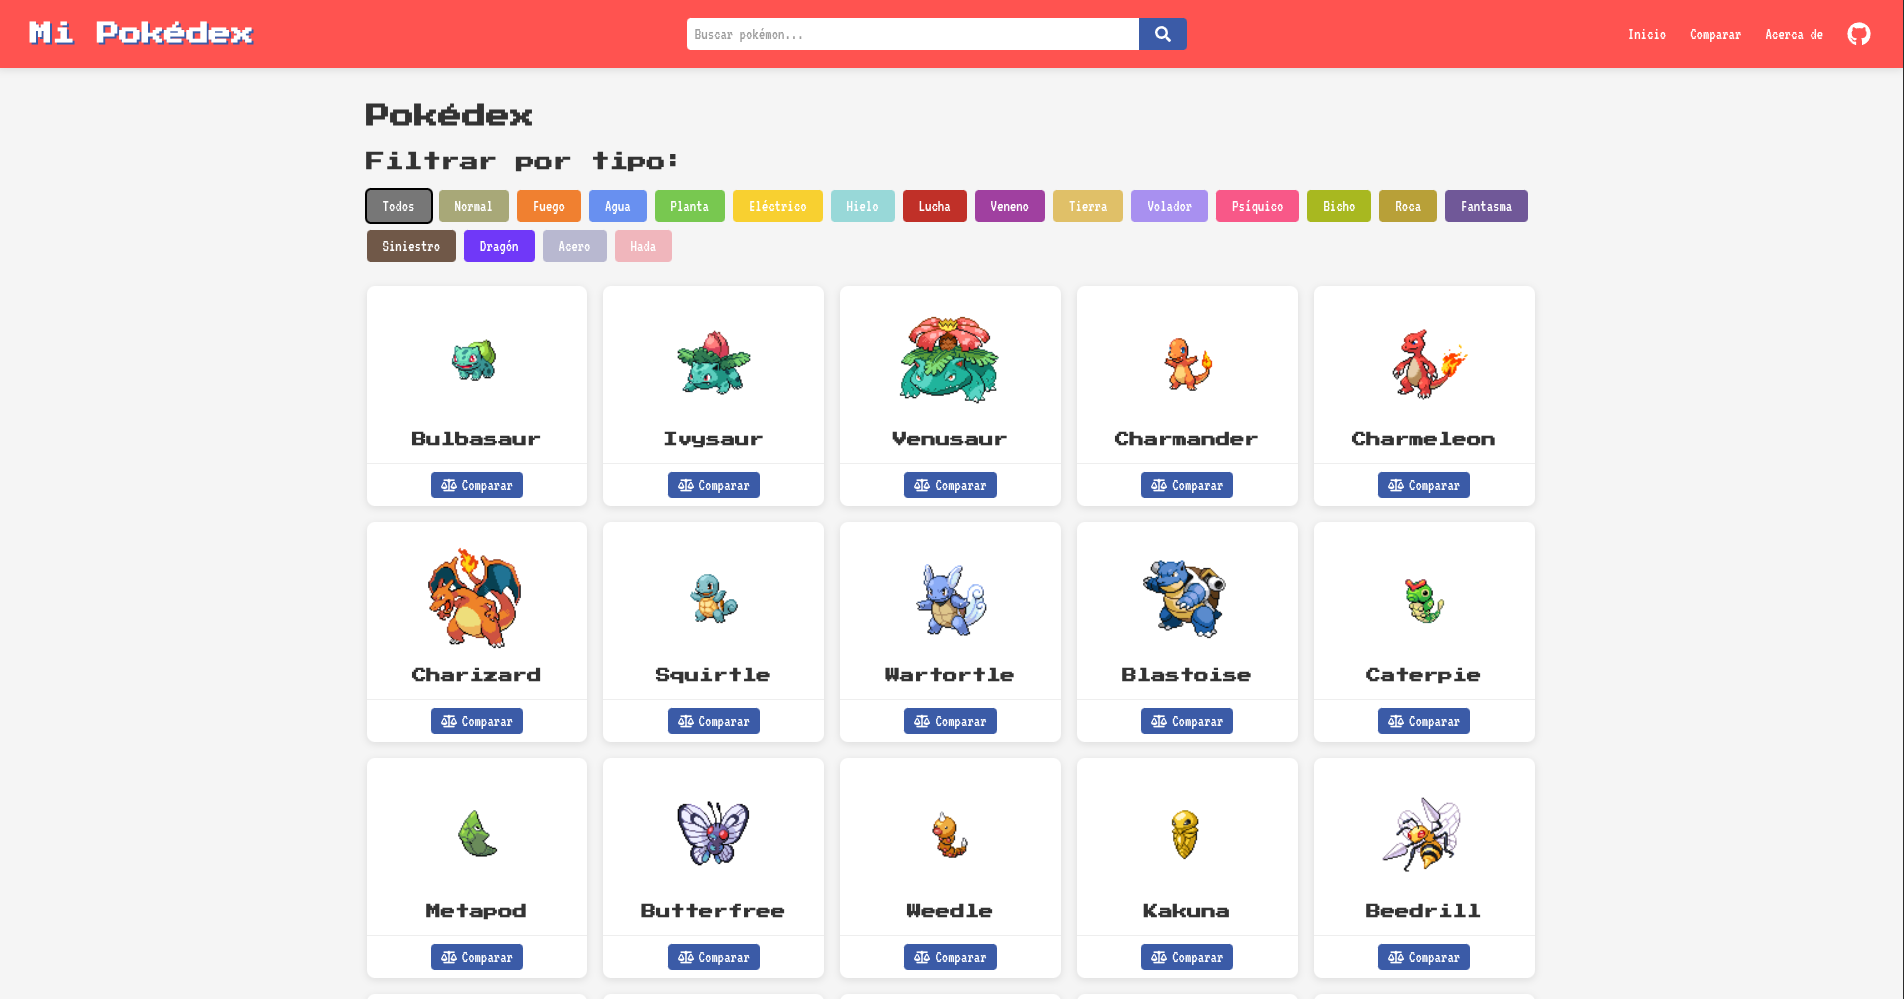 Mi Pokédex
Buscar pokémon...
Inicio Comparar Acerca de
Pokédex
Filtrar por tipo:
Todos Normal Fuego Agua Planta Eléctrico Hielo Lucha Veneno Tierra Volador Psíquico Bicho Roca Fantasma
Siniestro Dragón Acero Hada
Bulbasaur Ivysaur Venusaur Charmander Charmeleon
Comparar Comparar Comparar Comparar Comparar
Charizard Squirtle Wartortle Blastoise Caterpie
Comparar Comparar Comparar Comparar Comparar
Metapod Butterfree Weedle Kakuna Beedrill
Comparar Comparar Comparar Comparar Comparar